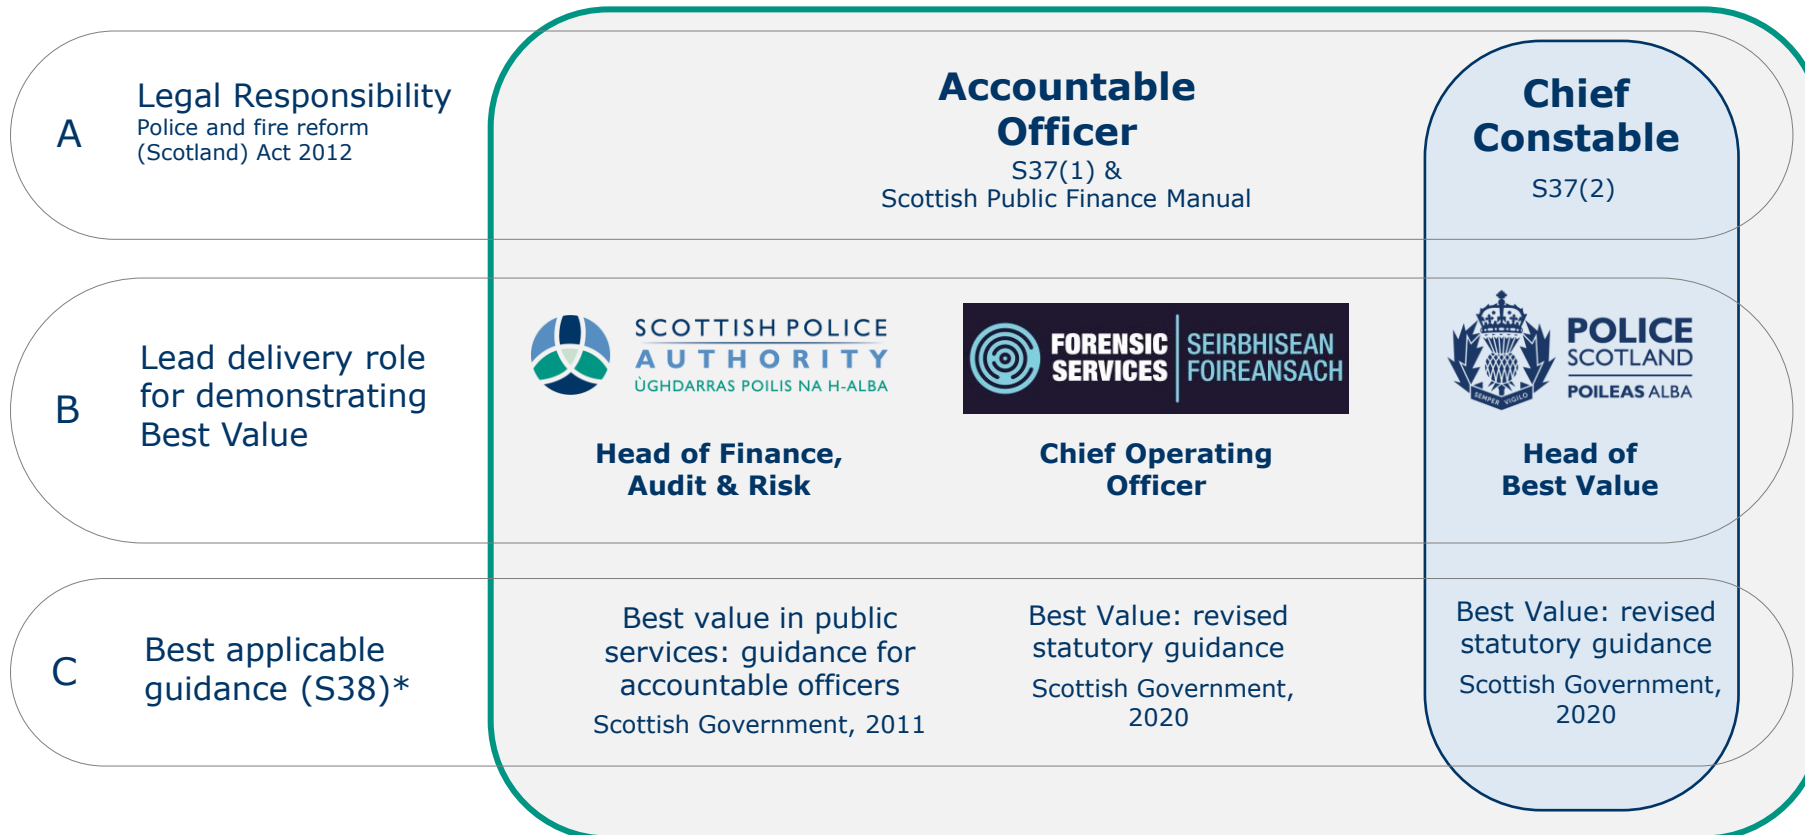 A
Legal Responsibility
Police and fire reform
(Scotland) Act 2012
Accountable
Officer
S37(1) &
Scottish Public Finance Manual
Chief
Constable
S37(2)
B
Lead delivery role
for demonstrating
Best Value
SCOTTISH POLICE
AUTHORITY
ÙGHDARRAS POILIS NA H-ALBA
Head of Finance,
Audit & Risk
FORENSIC
SERVICES
SEIRBHISEAN
FOIREANSACH
Chief Operating
Officer
SEMPER VIGILO
POLICE
SCOTLAND
POILEAS ALBA
Head of
Best Value
C
Best applicable
guidance (S38)*
Best value in public
services: guidance for
accountable officers
Scottish Government, 2011
Best Value: revised
statutory guidance
Scottish Government,
2020
Best Value: revised
statutory guidance
Scottish Government,
2020